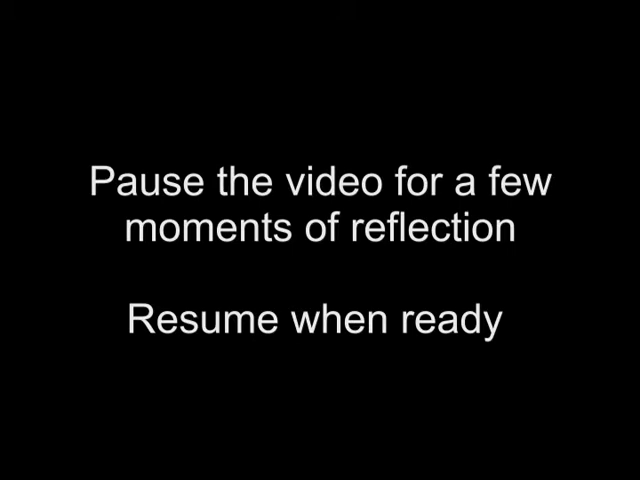 Pause the video for a few
moments of reflection
Resume when ready